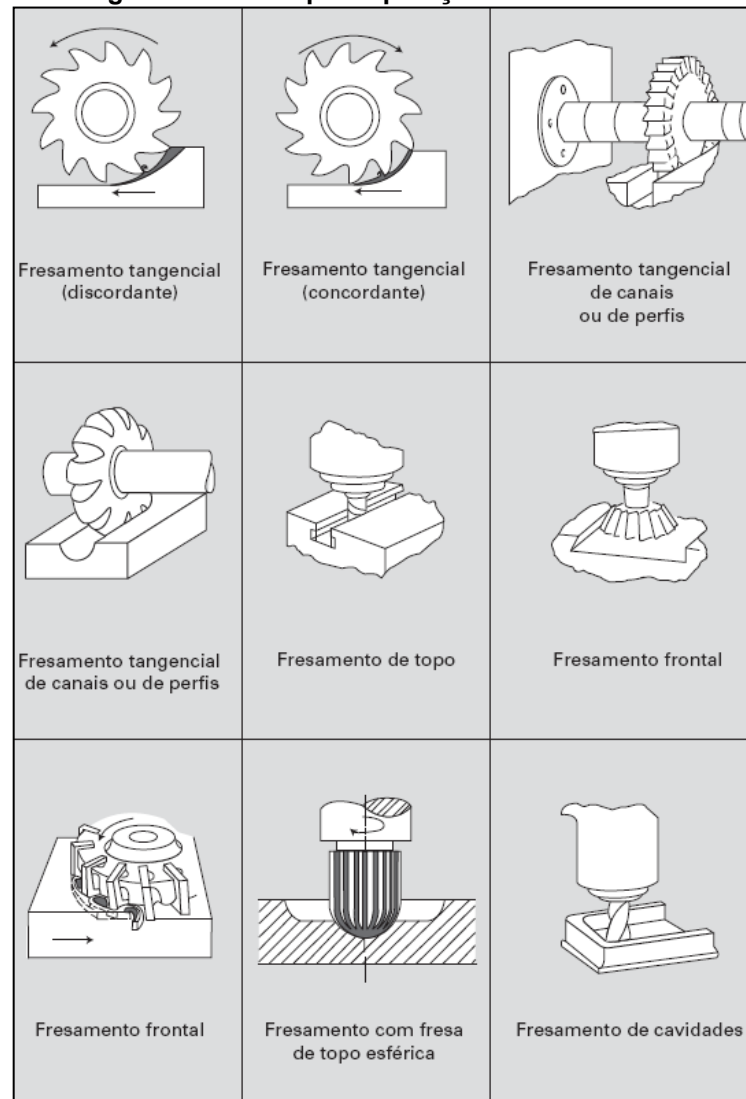 Fresamento tangencial
(discordante)
Fresamento tangencial
(concordante)
Fresamento tangencial
de canais
ou de perfis
Fresamento tangencial
de canais ou de perfis
Fresamento de topo
Fresamento frontal
Fresamento frontal
Fresamento com fresa
de topo esférica
Fresamento de cavidades